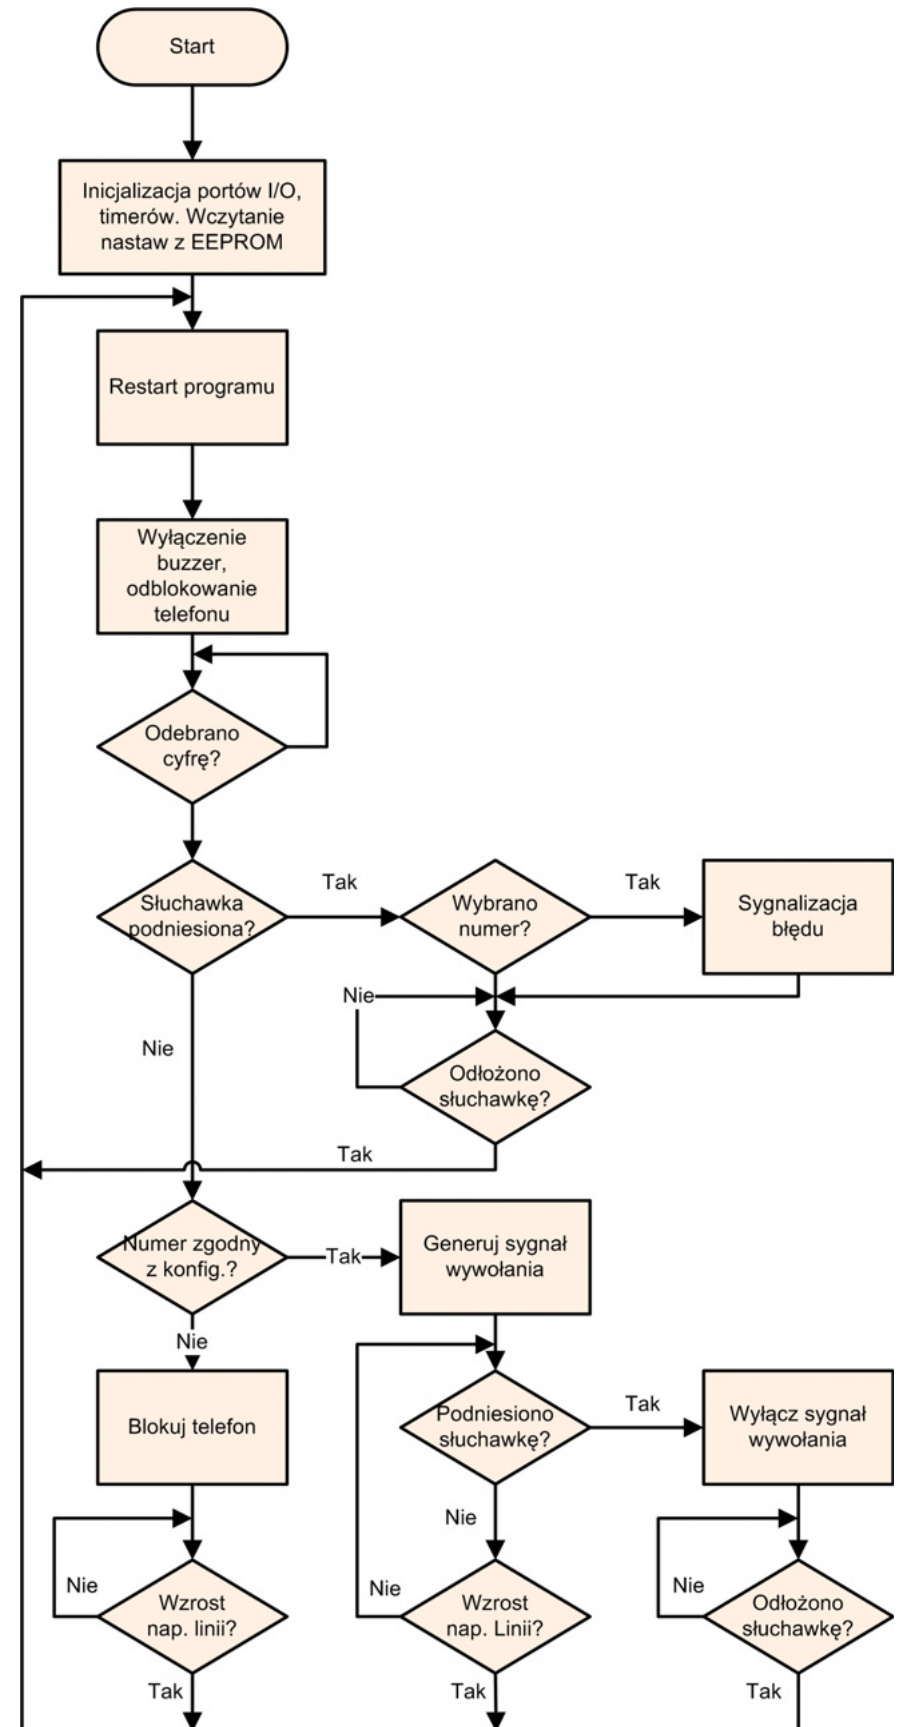 Start
Inicjalizacja portów I/O,
timerów. Wczytanie
nastaw z EEPROM
Restart programu
Wyłączenie
buzzer,
odblokowanie
telefonu
Odebrano
cyfrę?
Słuchawka
podniesiona?
Tak
Wybrano
numer?
Tak
Sygnalizacja
błędu
Nie
Nie
Odłożono
słuchawkę?
Tak
Numer zgodny
z konfig.?
Tak
Generuj sygnał
wywołania
Nie
Blokuj telefon
Podniesiono
słuchawkę?
Tak
Wyłącz sygnał
wywołania
Nie
Nie
Wzrost
nap. linii?
Nie
Wzrost
nap. Linii?
Nie
Odłożono
słuchawkę?
Tak
Tak
Tak